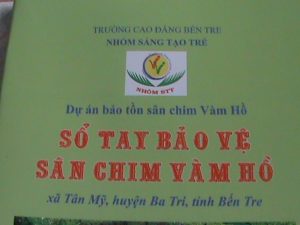 TRƯỜNG CAO ĐẲNG BẾN TRE
NHÓM SÁNG TẠO TRẺ
NHÓM STT
Dự án bảo tồn sân chim Vàm Hồ
SỔ TAY BẢO VỆ
SÂN CHIM VÀM HỒ
xã Tân Mỹ, huyện Ba Tri, tỉnh Bến Tre